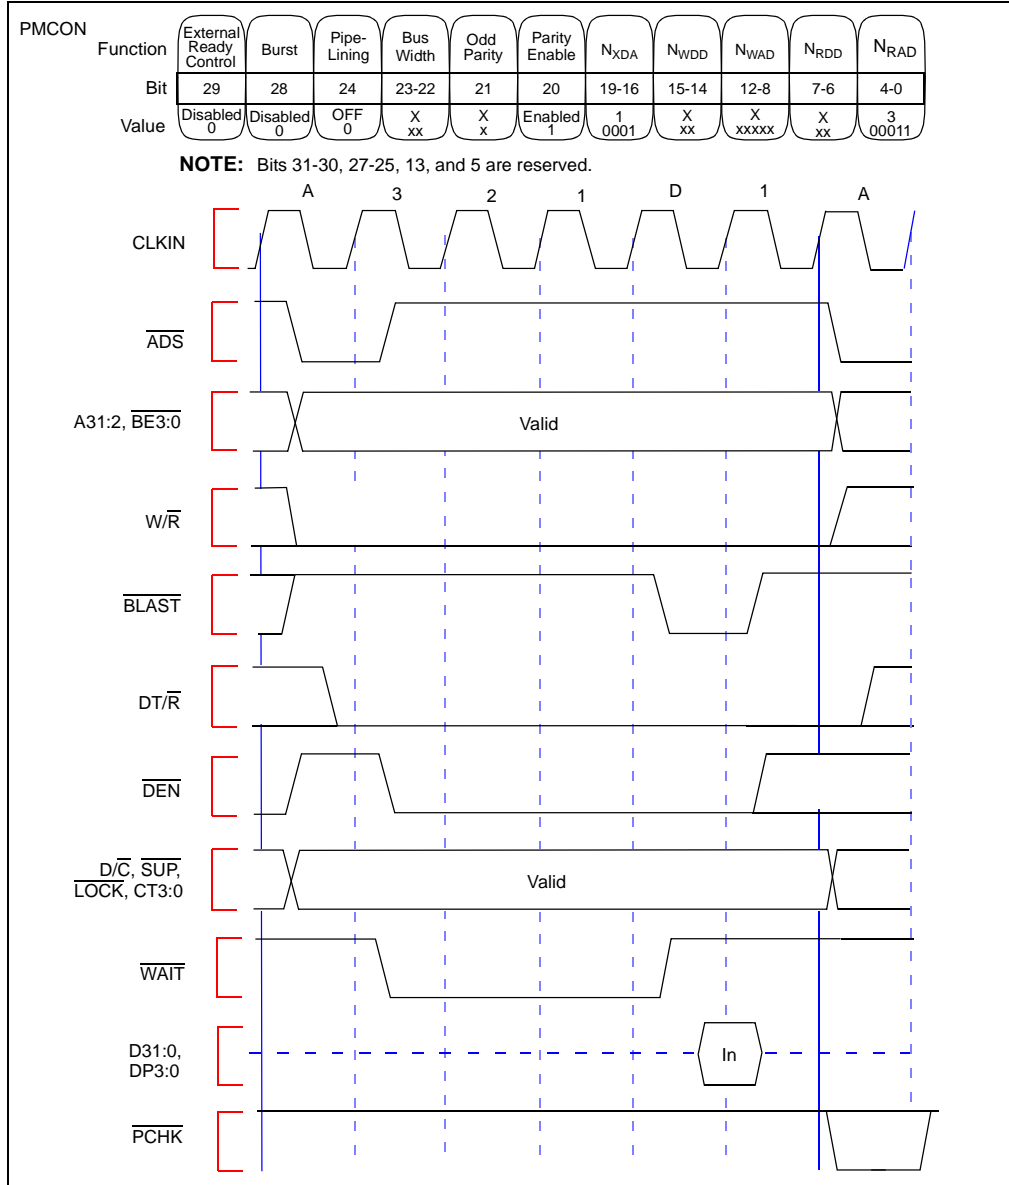 PMCON
Function
External Ready Control
Burst
Pipe-Lining
Bus Width
Odd Parity
Parity Enable
NXDA
NWDD
NWAD
NRDD
NRAD
Bit
29
28
24
23-22
21
20
19-16
15-14
12-8
7-6
4-0
Value
Disabled 0
Disabled 0
OFF 0
X xx
X x
Enabled 1
1 0001
X xx
X xxxxx
X xx
3 00011
NOTE: Bits 31-30, 27-25, 13, and 5 are reserved.
A 3 2 1 D 1 A
CLKIN
ADS
A31:2, BE3:0
Valid
W/R
BLAST
DT/R
DEN
D/C, SUP,
LOCK, CT3:0
Valid
WAIT
D31:0,
DP3:0
In
PCHK